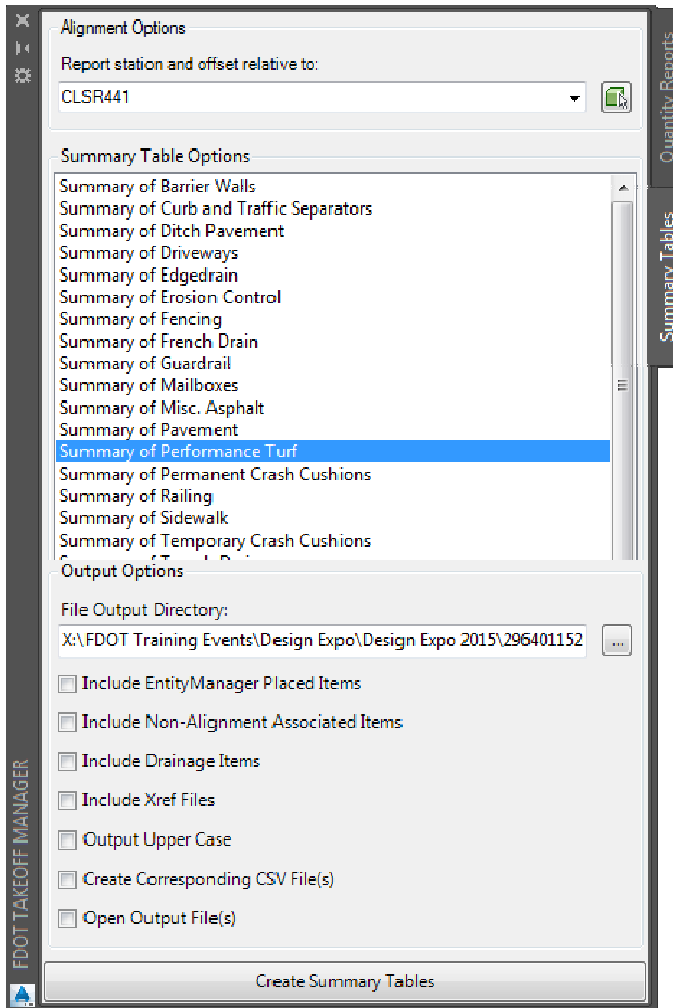 Alignment Options
Report station and offset relative to:
CLSR441
Summary Table Options
Summary of Barrier Walls
Summary of Curb and Traffic Separators
Summary of Ditch Pavement
Summary of Driveways
Summary of Edgedrain
Summary of Erosion Control
Summary of Fencing
Summary of French Drain
Summary of Guardrail
Summary of Mailboxes
Summary of Misc. Asphalt
Summary of Pavement
Summary of Performance Turf
Summary of Permanent Crash Cushions
Summary of Railing
Summary of Sidewalk
Summary of Temporary Crash Cushions
Output Options
File Output Directory:
X:\FDOT Training Events\Design Expo\Design Expo 2015\296401152
...
Include EntityManager Placed Items
Include Non-Alignment Associated Items
Include Drainage Items
Include Xref Files
Output Upper Case
Create Corresponding CSV File(s)
Open Output File(s)
Create Summary Tables
Quantity Reports
Summary Tables
FDOT TAKEOFF MANAGER